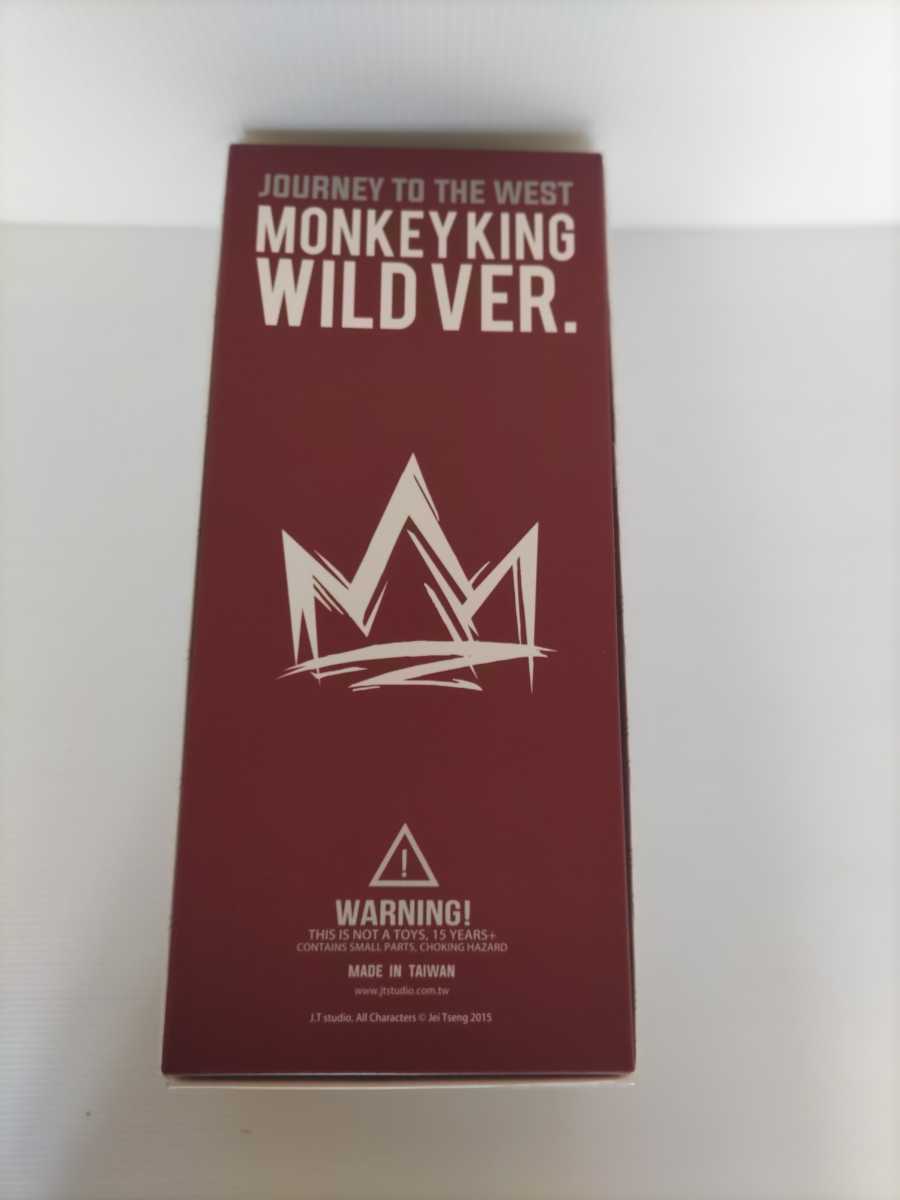 JOURNEY TO THE WEST
MONKEY KING
WILD VER.
!
WARNING!
THIS IS NOT A TOYS, 15 YEARS+
CONTAINS SMALL PARTS, CHOKING HAZARD
MADE IN TAIWAN
www.jtstudio.com.tw
J.T studio. All Characters © Jei Tseng 2015